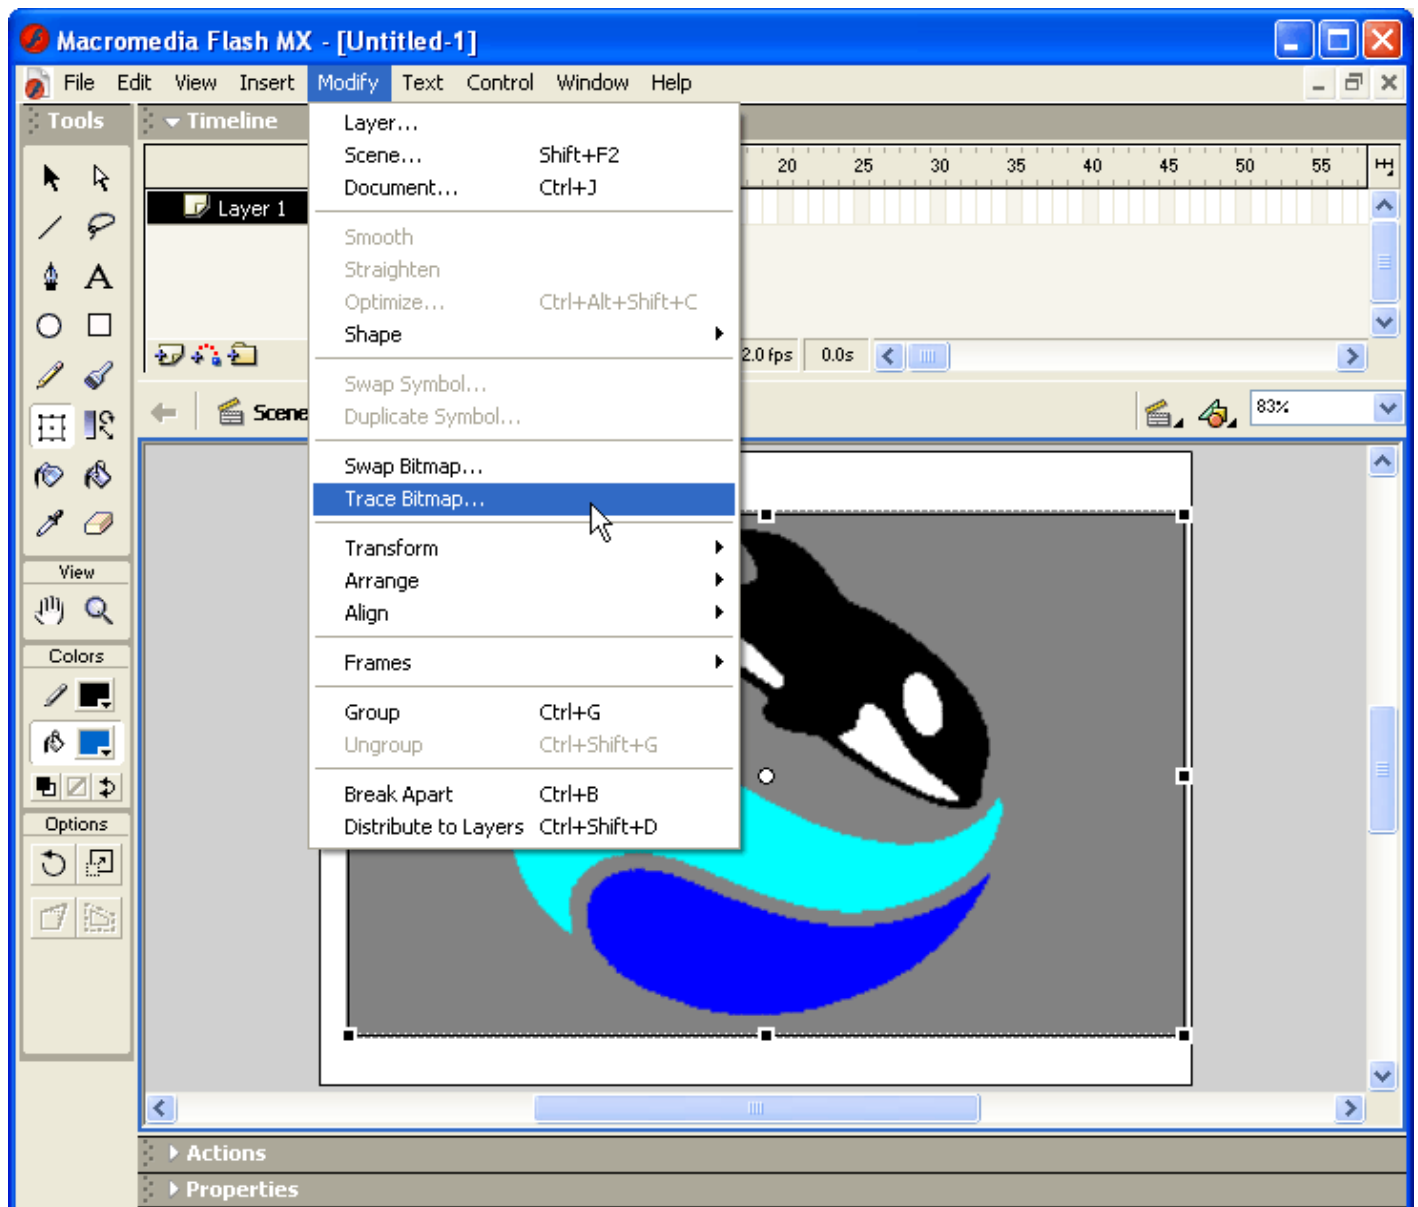 Macromedia Flash MX - [Untitled-1]
File Edit View Insert Modify Text Control Window Help
Tools Timeline
Layer...
Scene... Shift+F2
20 25 30 35 40 45 50 55
Document... Ctrl+J
Layer 1
Smooth
Straighten
Optimize... Ctrl+Alt+Shift+C
Shape
2.0 fps 0.0s
Swap Symbol...
Duplicate Symbol...
Scene 83%
Swap Bitmap...
Trace Bitmap...
Transform
View
Arrange
Align
Colors
Frames
Group Ctrl+G
Ungroup Ctrl+Shift+G
Break Apart Ctrl+B
Options
Distribute to Layers Ctrl+Shift+D
Actions
Properties